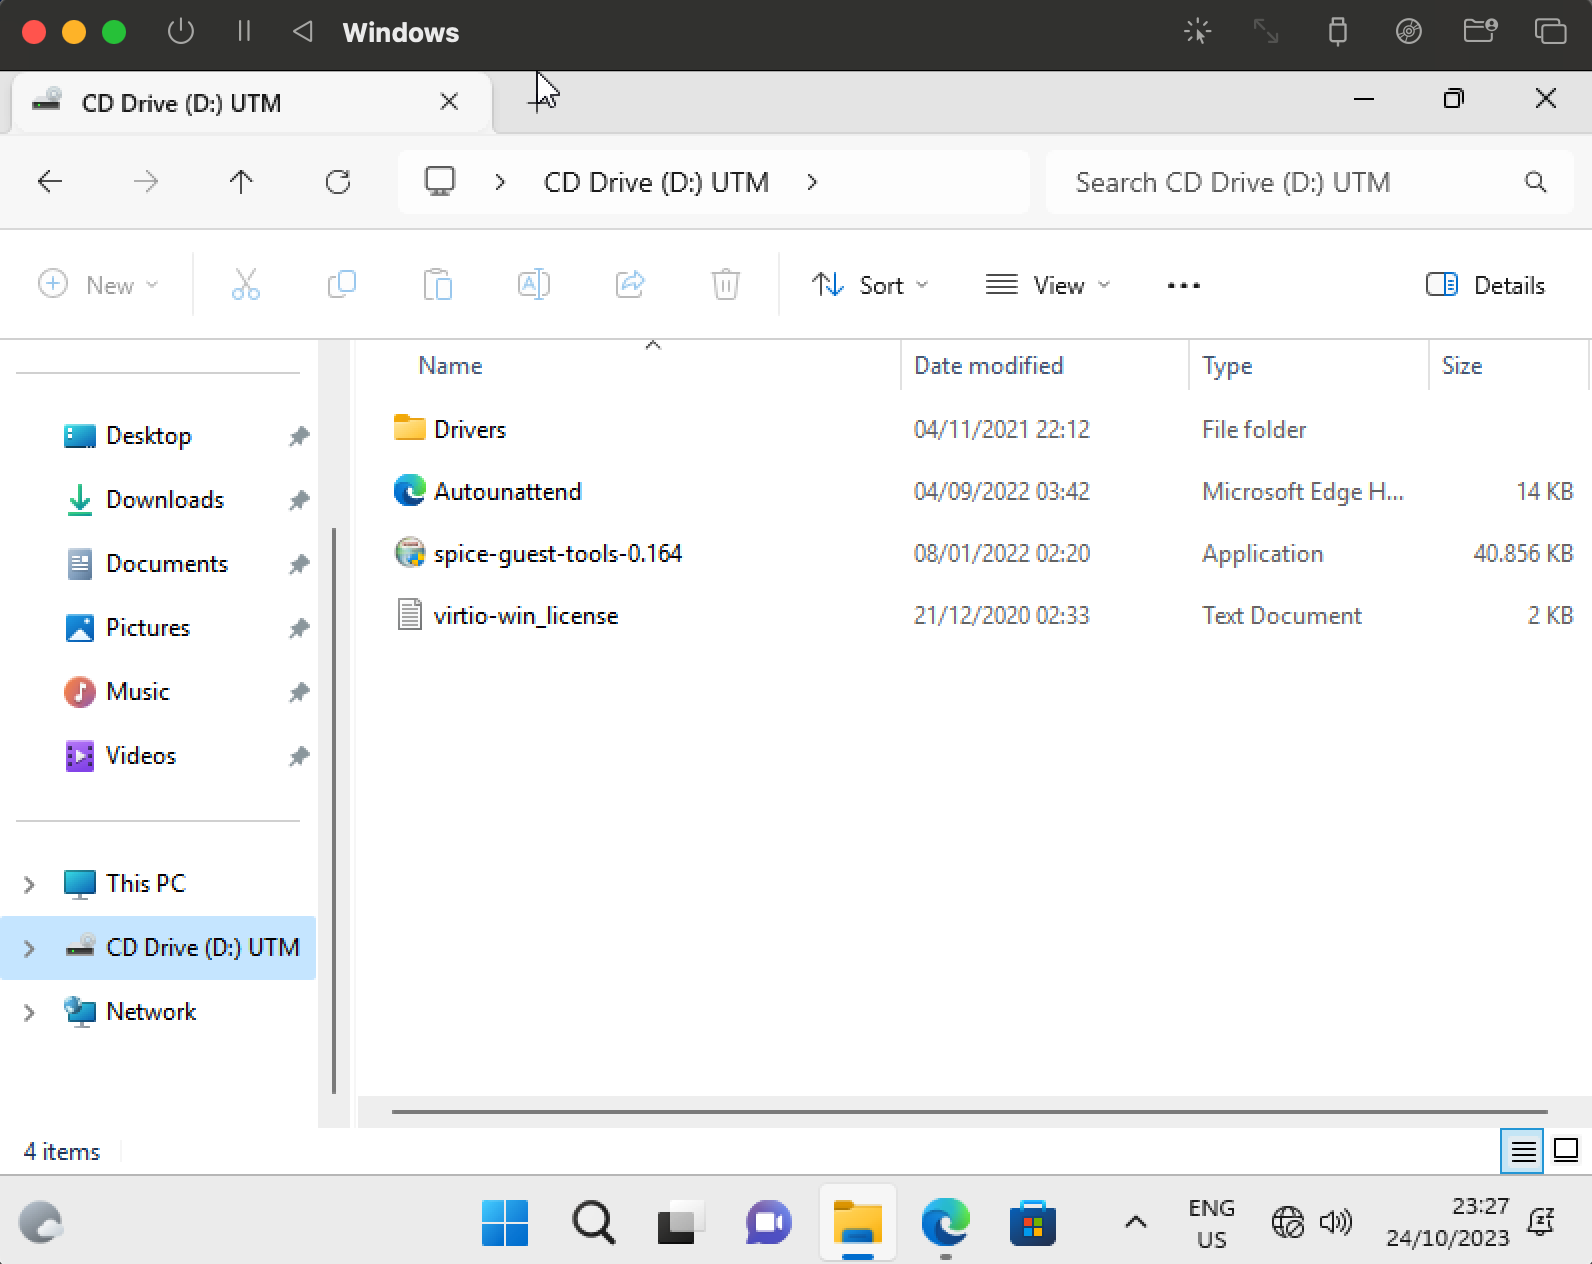 Windows
CD Drive (D:) UTM
CD Drive (D:) UTM
Search CD Drive (D:) UTM
New
Sort
View
Details
Name
Date modified
Type
Size
Desktop
Downloads
Documents
Pictures
Music
Videos
This PC
CD Drive (D:) UTM
Network
Drivers
04/11/2021 22:12
File folder
Autounattend
04/09/2022 03:42
Microsoft Edge H...
14 KB
spice-guest-tools-0.164
08/01/2022 02:20
Application
40.856 KB
virtio-win_license
21/12/2020 02:33
Text Document
2 KB
4 items
ENG
US
23:27
24/10/2023